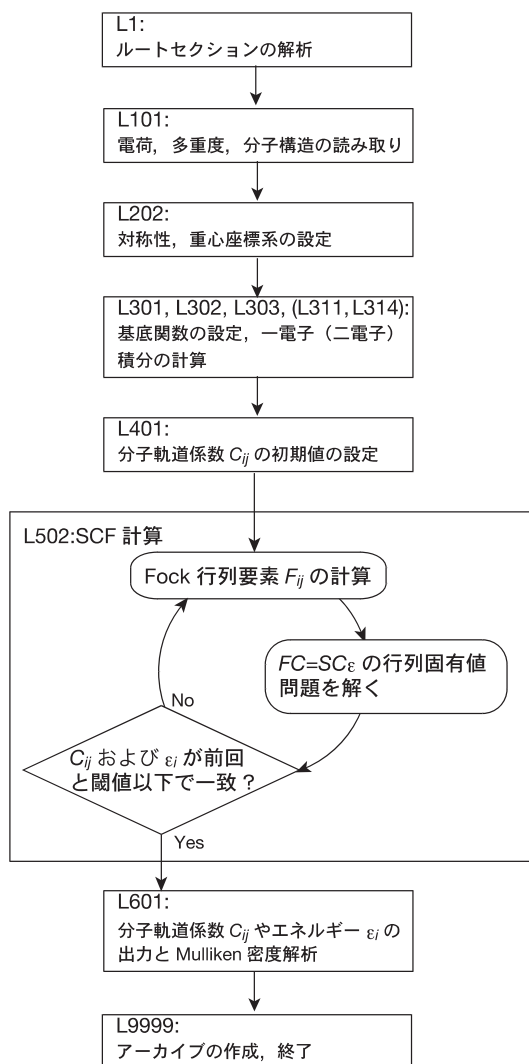 L1:
ルートセクションの解析
L101:
電荷，多重度，分子構造の読み取り
L202:
対称性，重心座標系の設定
L301, L302, L303, (L311, L314):
基底関数の設定，一電子（二電子）
積分の計算
L401:
分子軌道係数 Cij の初期値の設定
L502:SCF 計算
Fock 行列要素 Fij の計算
FC=SCε の行列固有値
問題を解く
No
Cij および εi が前回
と閾値以下で一致？
Yes
L601:
分子軌道係数 Cij やエネルギー εi の
出力と Mulliken 密度解析
L9999:
アーカイブの作成，終了